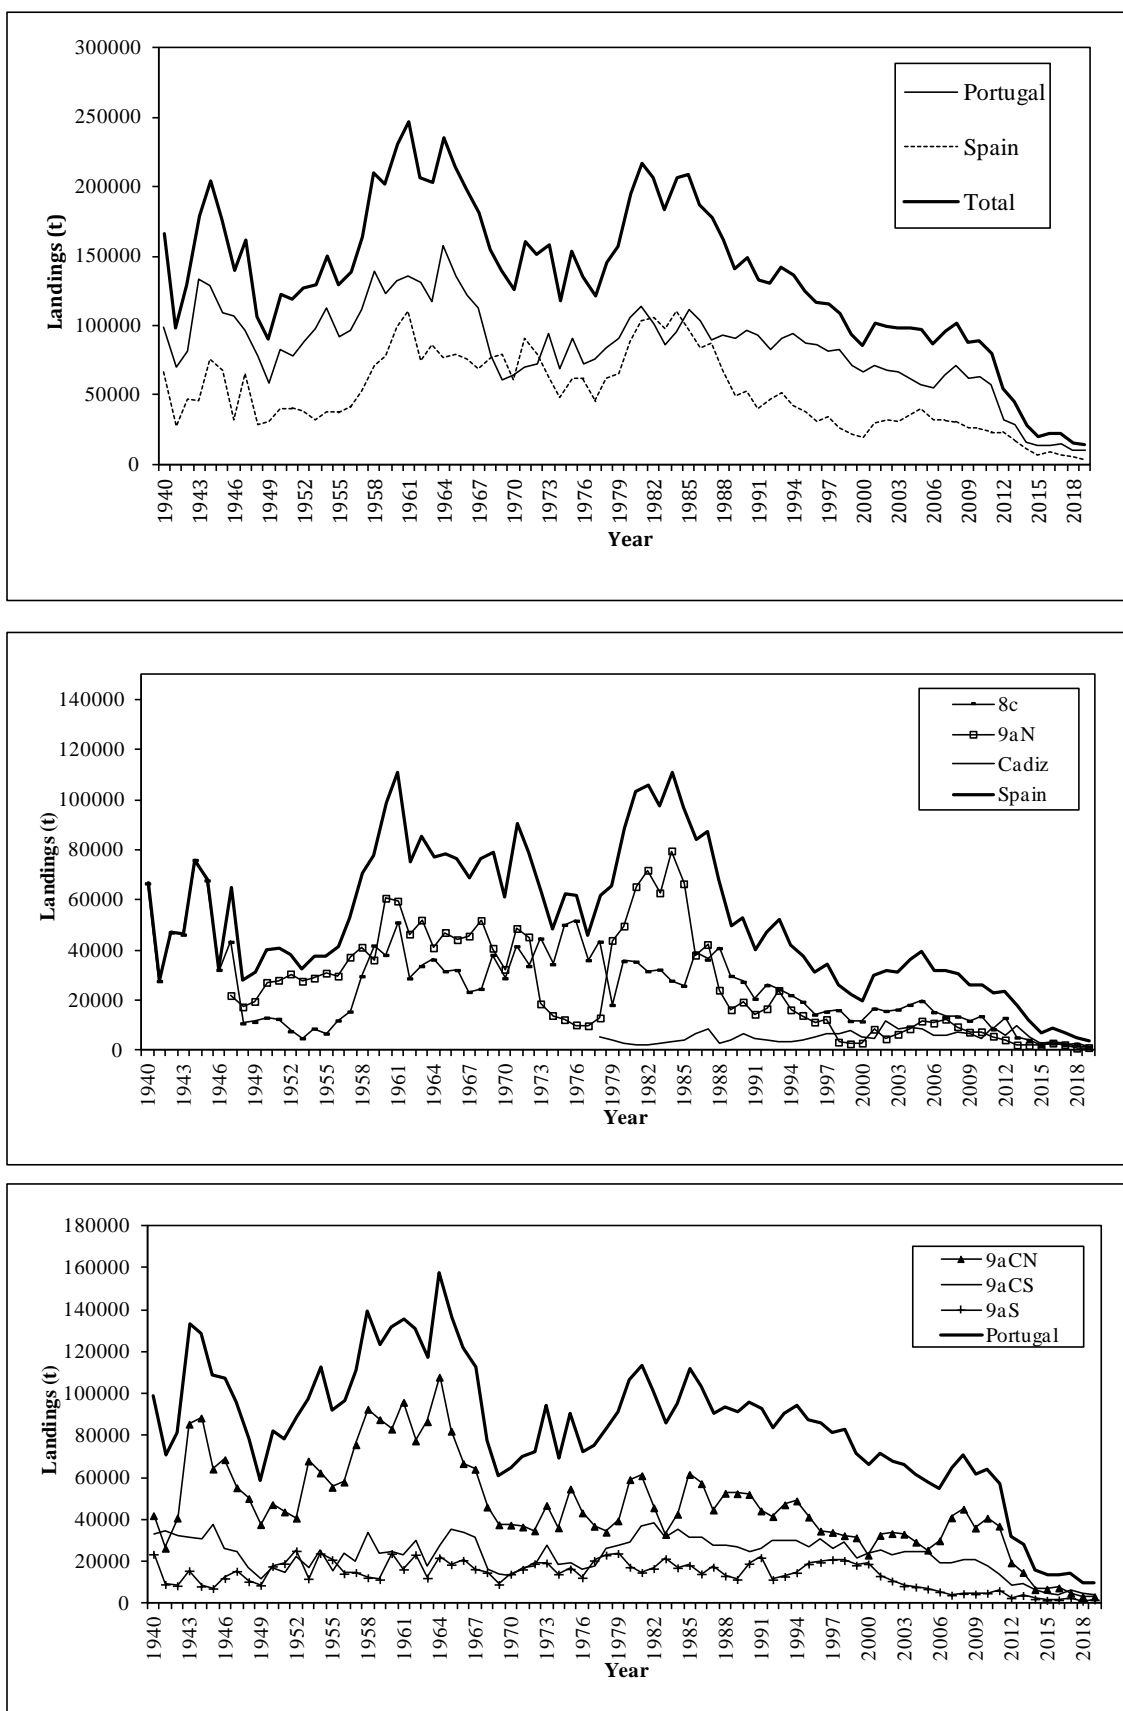 300000
250000
200000
150000
100000
50000
0
Landings (t)
Portugal
Spain
Total
1940 1943 1946 1949 1952 1955 1958 1961 1964 1967 1970 1973 1976 1979 1982 1985 1988 1991 1994 1997 2000 2003 2006 2009 2012 2015 2018
Year
140000
120000
100000
80000
60000
40000
20000
0
Landings (t)
8c
9aN
Cadiz
Spain
1940 1943 1946 1949 1952 1955 1958 1961 1964 1967 1970 1973 1976 1979 1982 1985 1988 1991 1994 1997 2000 2003 2006 2009 2012 2015 2018
Year
180000
160000
140000
120000
100000
80000
60000
40000
20000
0
Landings (t)
9aCN
9aCS
9aS
Portugal
1940 1943 1946 1949 1952 1955 1958 1961 1964 1967 1970 1973 1976 1979 1982 1985 1988 1991 1994 1997 2000 2003 2006 2009 2012 2015 2018
Year